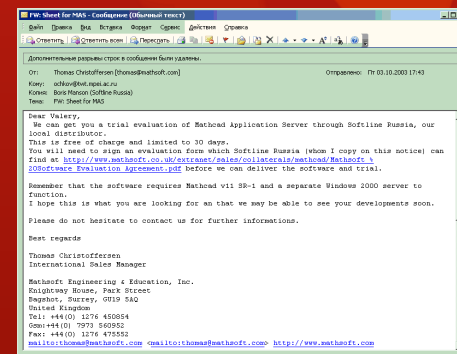 FW: Sheet for MAS - Сообщение (Обычный текст)
Файл Правка Вид Вставка Формат Сервис Действия Справка
Ответить Ответить всем Переслать
Дополнительные разрывы строк в сообщении были удалены.
От: Thomas Christoffersen [thomas@mathsoft.com] Отправлено: Пт 03.10.2003 17:43
Кому: ochkov@twt.mpei.ac.ru
Копия: Boris Manson (Softline Russia)
Тема: FW: Sheet for MAS
Dear Valery,
We can get you a trial evaluation of Mathcad Application Server through Softline Russia, our
local distributor.
This is free of charge and limited to 30 days.
You will need to sign an evaluation form which Softline Russia (whom I copy on this notice) can
find at http://www.mathsoft.co.uk/extranet/sales/collaterals/mathcad/Mathsoft %
20Software Evaluation Agreement.pdf before we can deliver the software and trial.
Remember that the software requires Mathcad v11 SR-1 and a separate Windows 2000 server to
function.
I hope this is what you are looking for an that we may be able to see your developments soon.
Please do not hesitate to contact us for further informations.
Best regards
Thomas Christoffersen
International Sales Manager
Mathsoft Engineering & Education, Inc.
Knightway House, Park Street
Bagshot, Surrey, GU19 5AQ
United Kingdom
Tel: +44(0) 1276 450854
Gsm:+44(0) 7973 560952
Fax: +44(0) 1276 475552
mailto:thomas@mathsoft.com <mailto:thomas@mathsoft.com> http://www.mathsoft.com